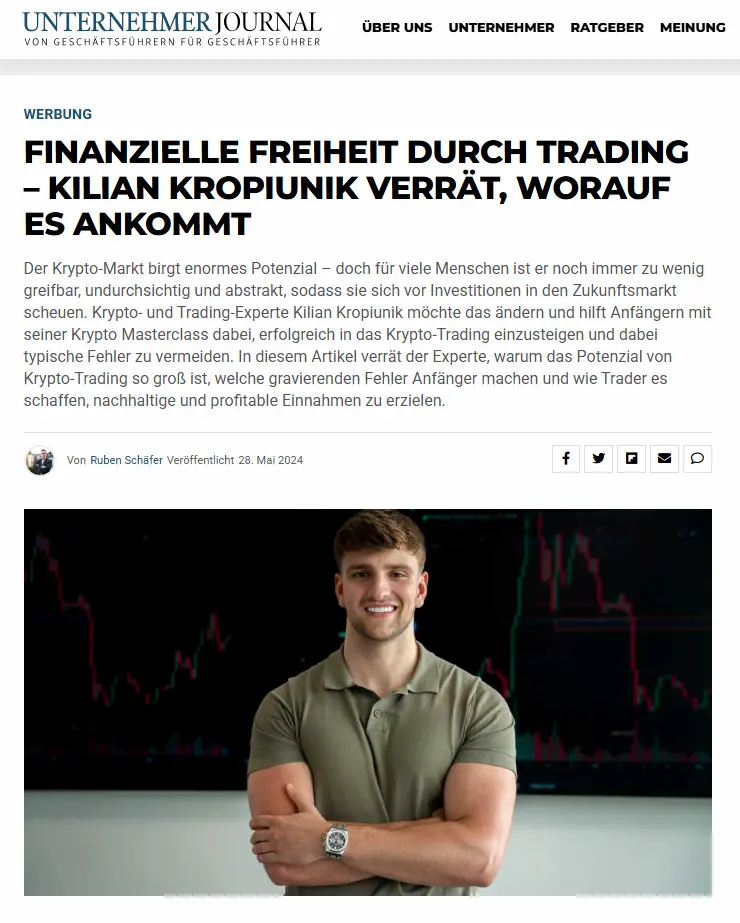 UNTERNEHMERJOURNAL
VON GESCHÄFTSFÜHRERN FÜR GESCHÄFTSFÜHRER
ÜBER UNS UNTERNEHMER RATGEBER MEINUNG
WERBUNG
FINANZIELLE FREIHEIT DURCH TRADING
– KILIAN KROPIUNIK VERRÄT, WORAUF
ES ANKOMMT
Der Krypto-Markt birgt enormes Potenzial – doch für viele Menschen ist er noch immer zu wenig
greifbar, undurchsichtig und abstrakt, sodass sie sich vor Investitionen in den Zukunftsmarkt
scheuen. Krypto- und Trading-Experte Kilian Kropiunik möchte das ändern und hilft Anfängern mit
seiner Krypto Masterclass dabei, erfolgreich in das Krypto-Trading einzusteigen und dabei
typische Fehler zu vermeiden. In diesem Artikel verrät der Experte, warum das Potenzial von
Krypto-Trading so groß ist, welche gravierenden Fehler Anfänger machen und wie Trader es
schaffen, nachhaltige und profitable Einnahmen zu erzielen.
Von Ruben Schäfer Veröffentlicht 28. Mai 2024